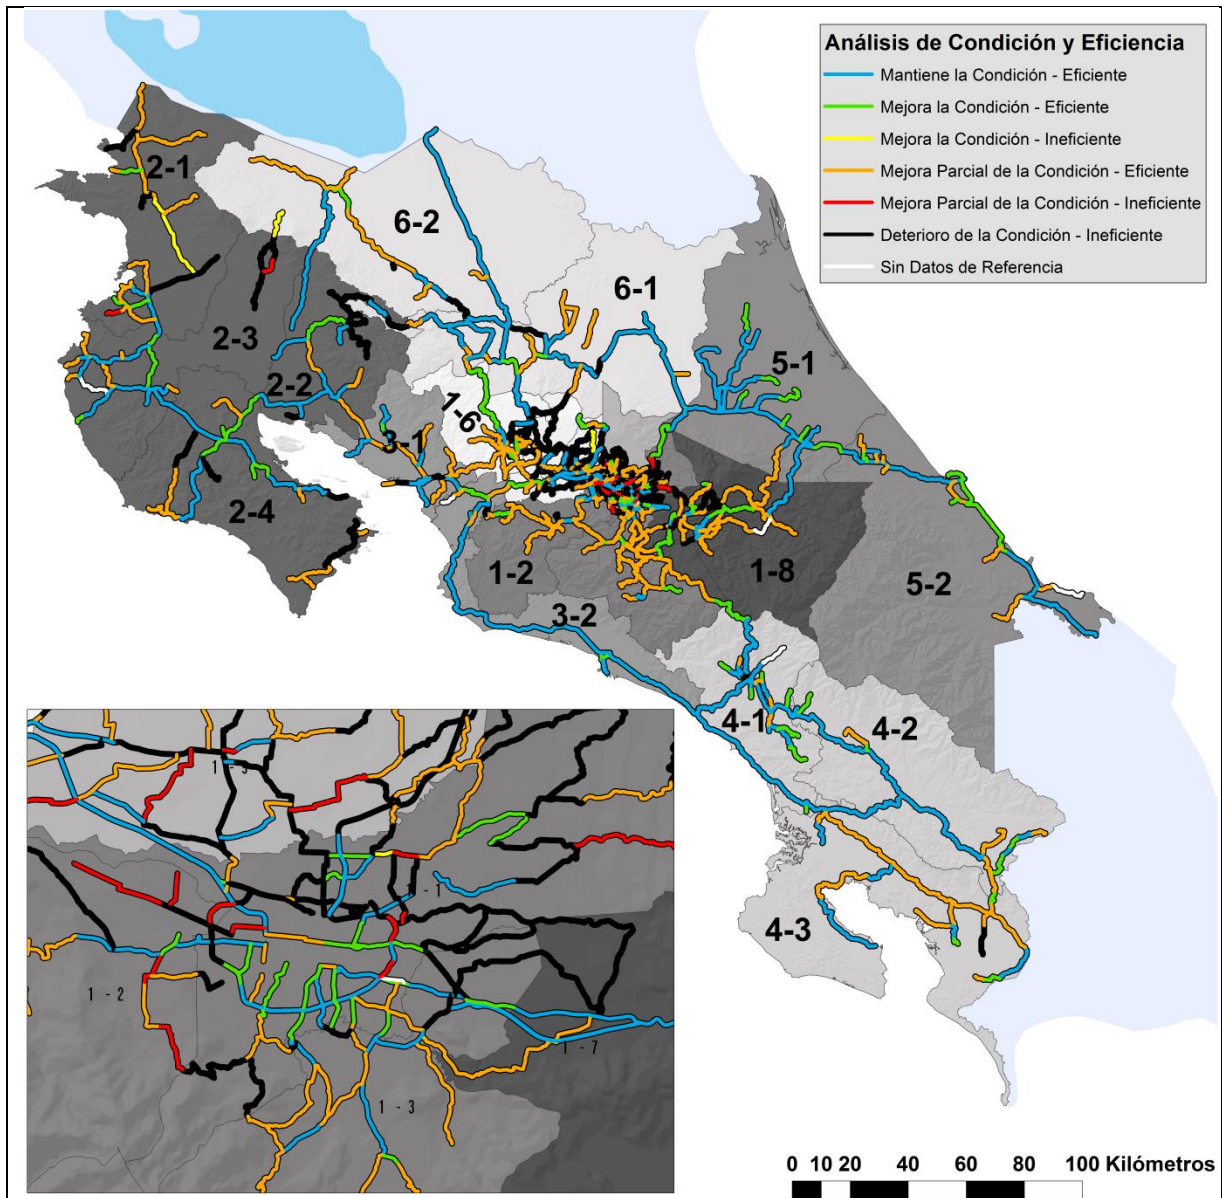 Análisis de Condición y Eficiencia
Mantiene la Condición - Eficiente
Mejora la Condición - Eficiente
Mejora la Condición - Ineficiente
Mejora Parcial de la Condición - Eficiente
Mejora Parcial de la Condición - Ineficiente
Deterioro de la Condición - Ineficiente
Sin Datos de Referencia
2-1
6-2
6-1
2-3
5-1
2-2
1-6
3-1
2-4
1-2
1-8
5-2
3-2
4-1
4-2
4-3
1 - 1
1 - 2
1 - 7
1 - 3
0 10 20 40 60 80 100 Kilómetros